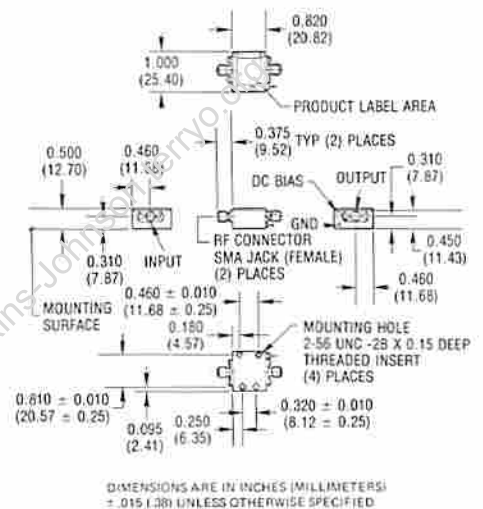 0.820
(20.82)
1.000
(25.40)
PRODUCT LABEL AREA
0.375
(9.52)
TYP (2) PLACES
0.500
(12.70)
0.460
(11.68)
0.310
(7.87)
DC BIAS
OUTPUT
GND
0.310
(7.87)
INPUT
RF CONNECTOR
SMA JACK (FEMALE)
(2) PLACES
0.450
(11.43)
0.460
(11.68)
MOUNTING
SURFACE
0.460 ± 0.010
(11.68 ± 0.25)
0.180
(4.57)
MOUNTING HOLE
2-56 UNC -2B X 0.15 DEEP
THREADED INSERT
(4) PLACES
0.810 ± 0.010
(20.57 ± 0.25)
0.095
(2.41)
0.250
(6.35)
0.320 ± 0.010
(8.12 ± 0.25)
DIMENSIONS ARE IN INCHES (MILLIMETERS)
± .015 (.38) UNLESS OTHERWISE SPECIFIED